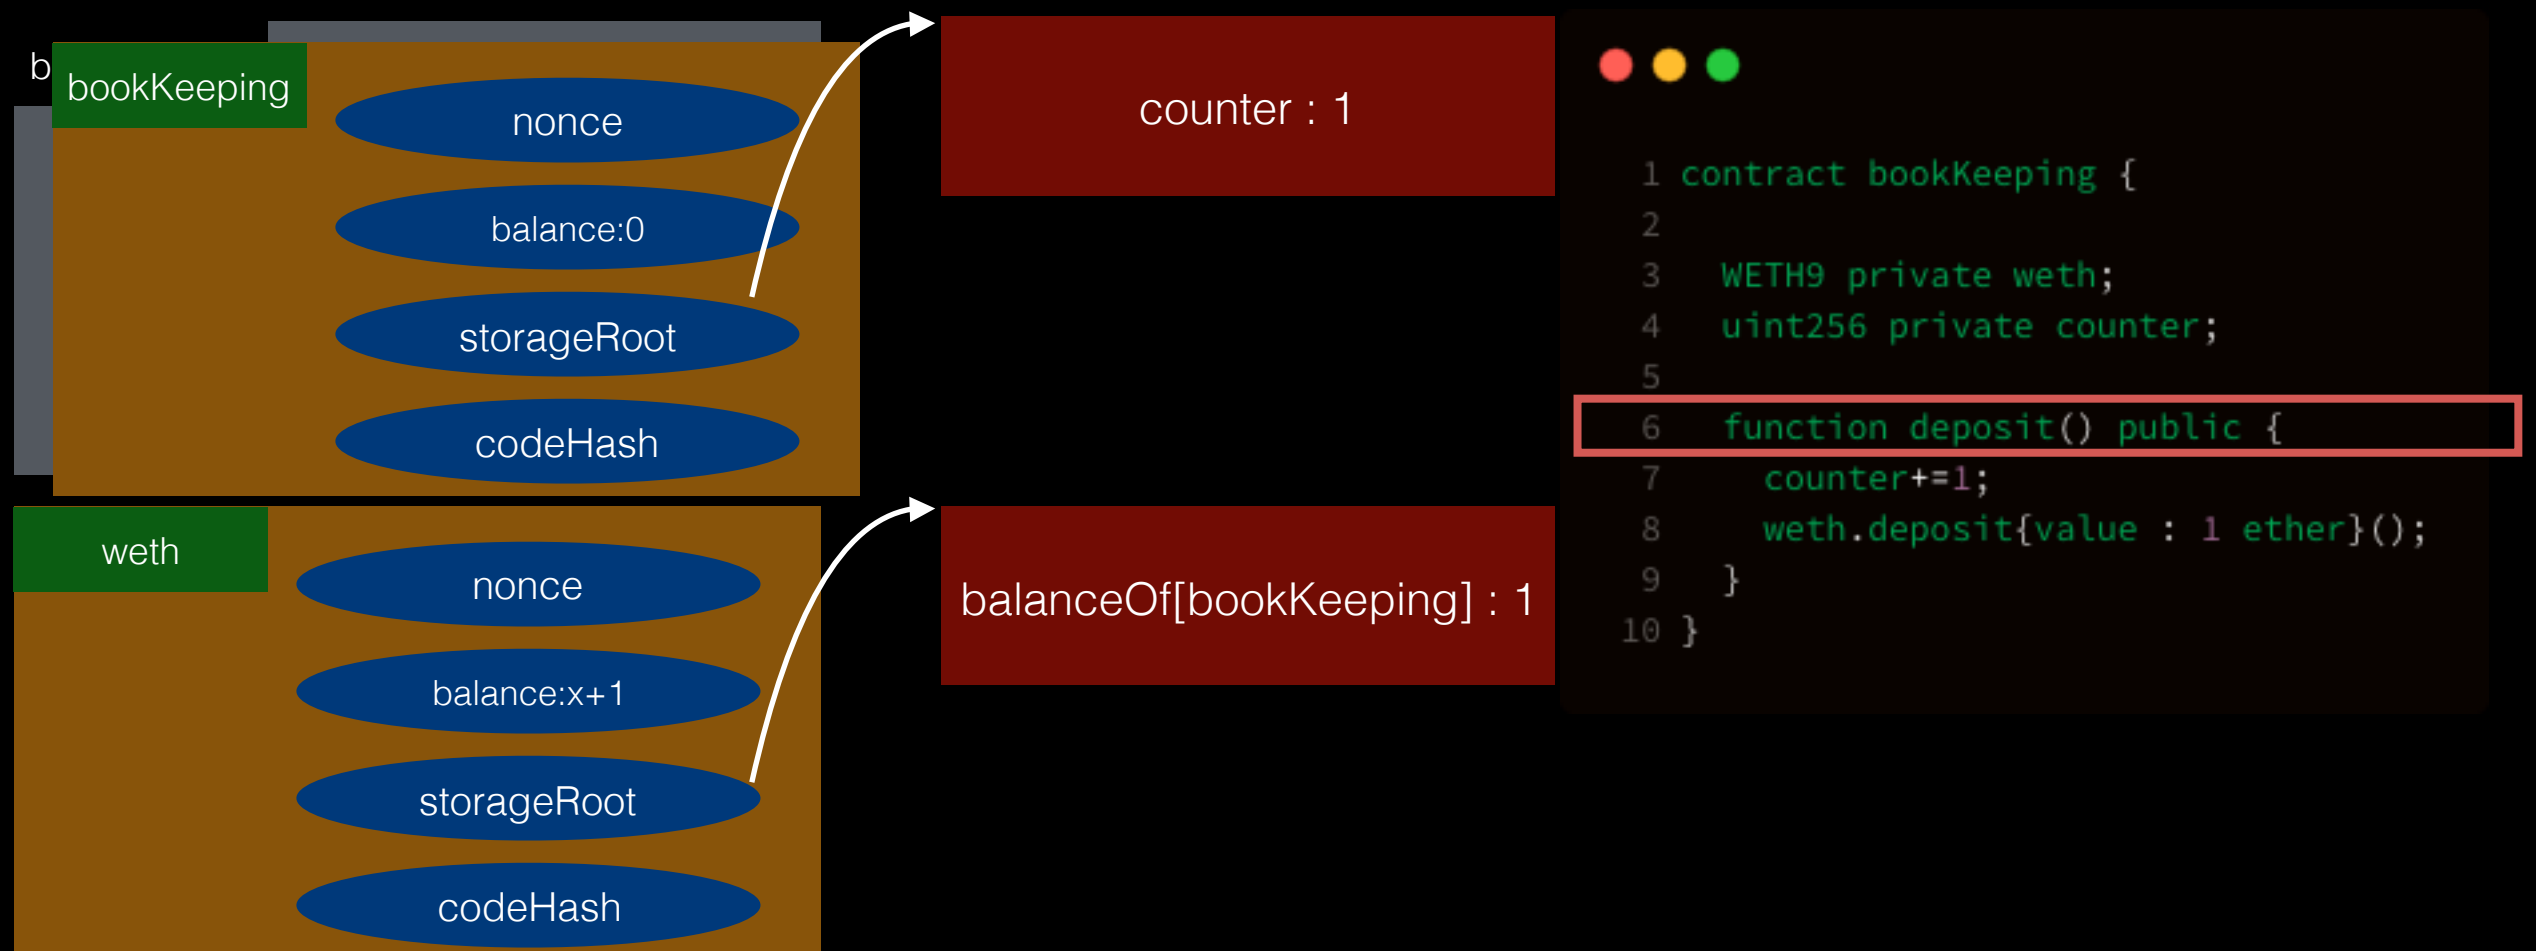 b
bookKeeping
nonce
balance:0
storageRoot
codeHash
weth
nonce
balance:x+1
storageRoot
codeHash
counter : 1
balanceOf[bookKeeping] : 1
1 contract bookKeeping {
2
3 WETH9 private weth;
4 uint256 private counter;
5
6 function deposit() public {
7 counter+=1;
8 weth.deposit{value : 1 ether}();
9 }
10 }